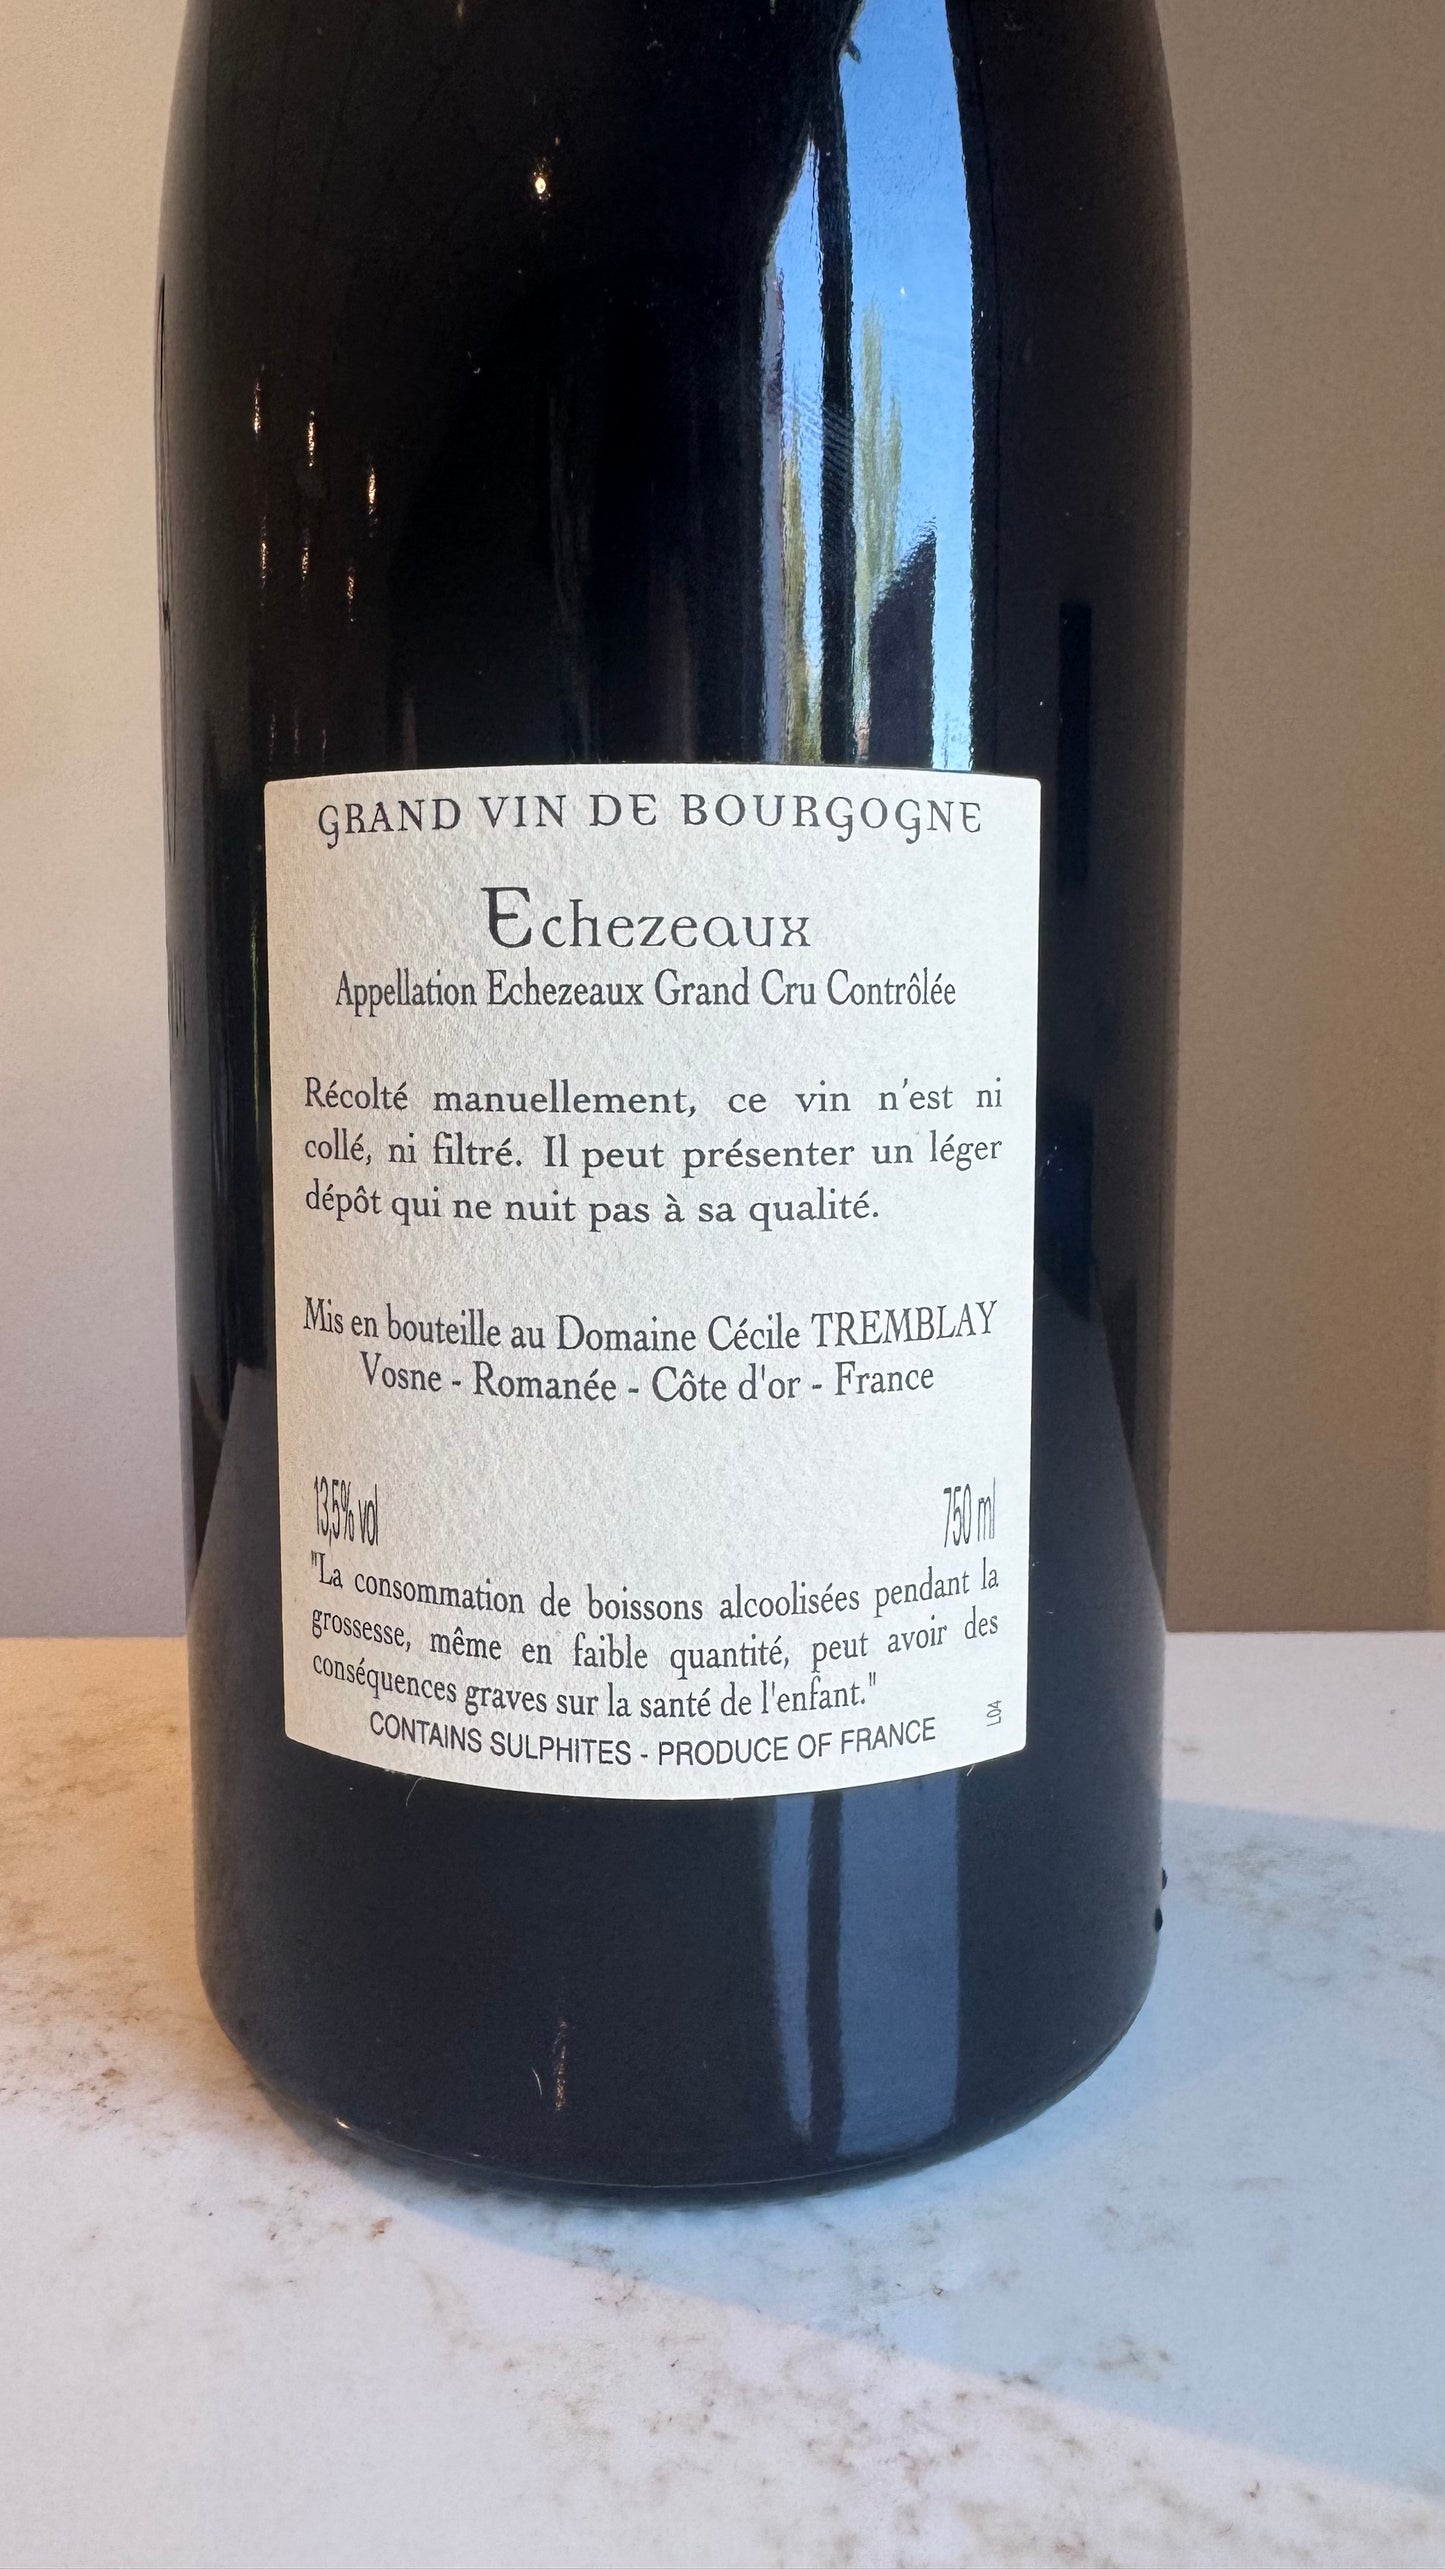 GRAND VIN DE BOURGOGNE
Echezeaux
Appellation Echezeaux Grand Cru Contrôlée
Récolté manuellement, ce vin n'est ni
collé, ni filtré. Il peut présenter un léger
dépôt qui ne nuit pas à sa qualité.
Mis en bouteille au Domaine Cécile TREMBLAY
Vosne - Romanée - Côte d'or - France
13,5% vol 750 ml
"La consommation de boissons alcoolisées pendant la
grossesse, même en faible quantité, peut avoir des
conséquences graves sur la santé de l'enfant."
CONTAINS SULPHITES - PRODUCE OF FRANCE
L04